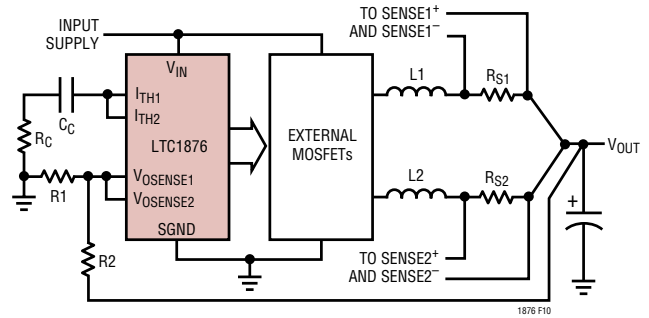 INPUT
SUPPLY
TO SENSE1+
AND SENSE1–
VIN
ITH1
ITH2
LTC1876
VOSENSE1
VOSENSE2
SGND
CC
RC
R1
R2
EXTERNAL
MOSFETs
L1
RS1
L2
RS2
VOUT
+
TO SENSE2+
AND SENSE2–
1876 F10